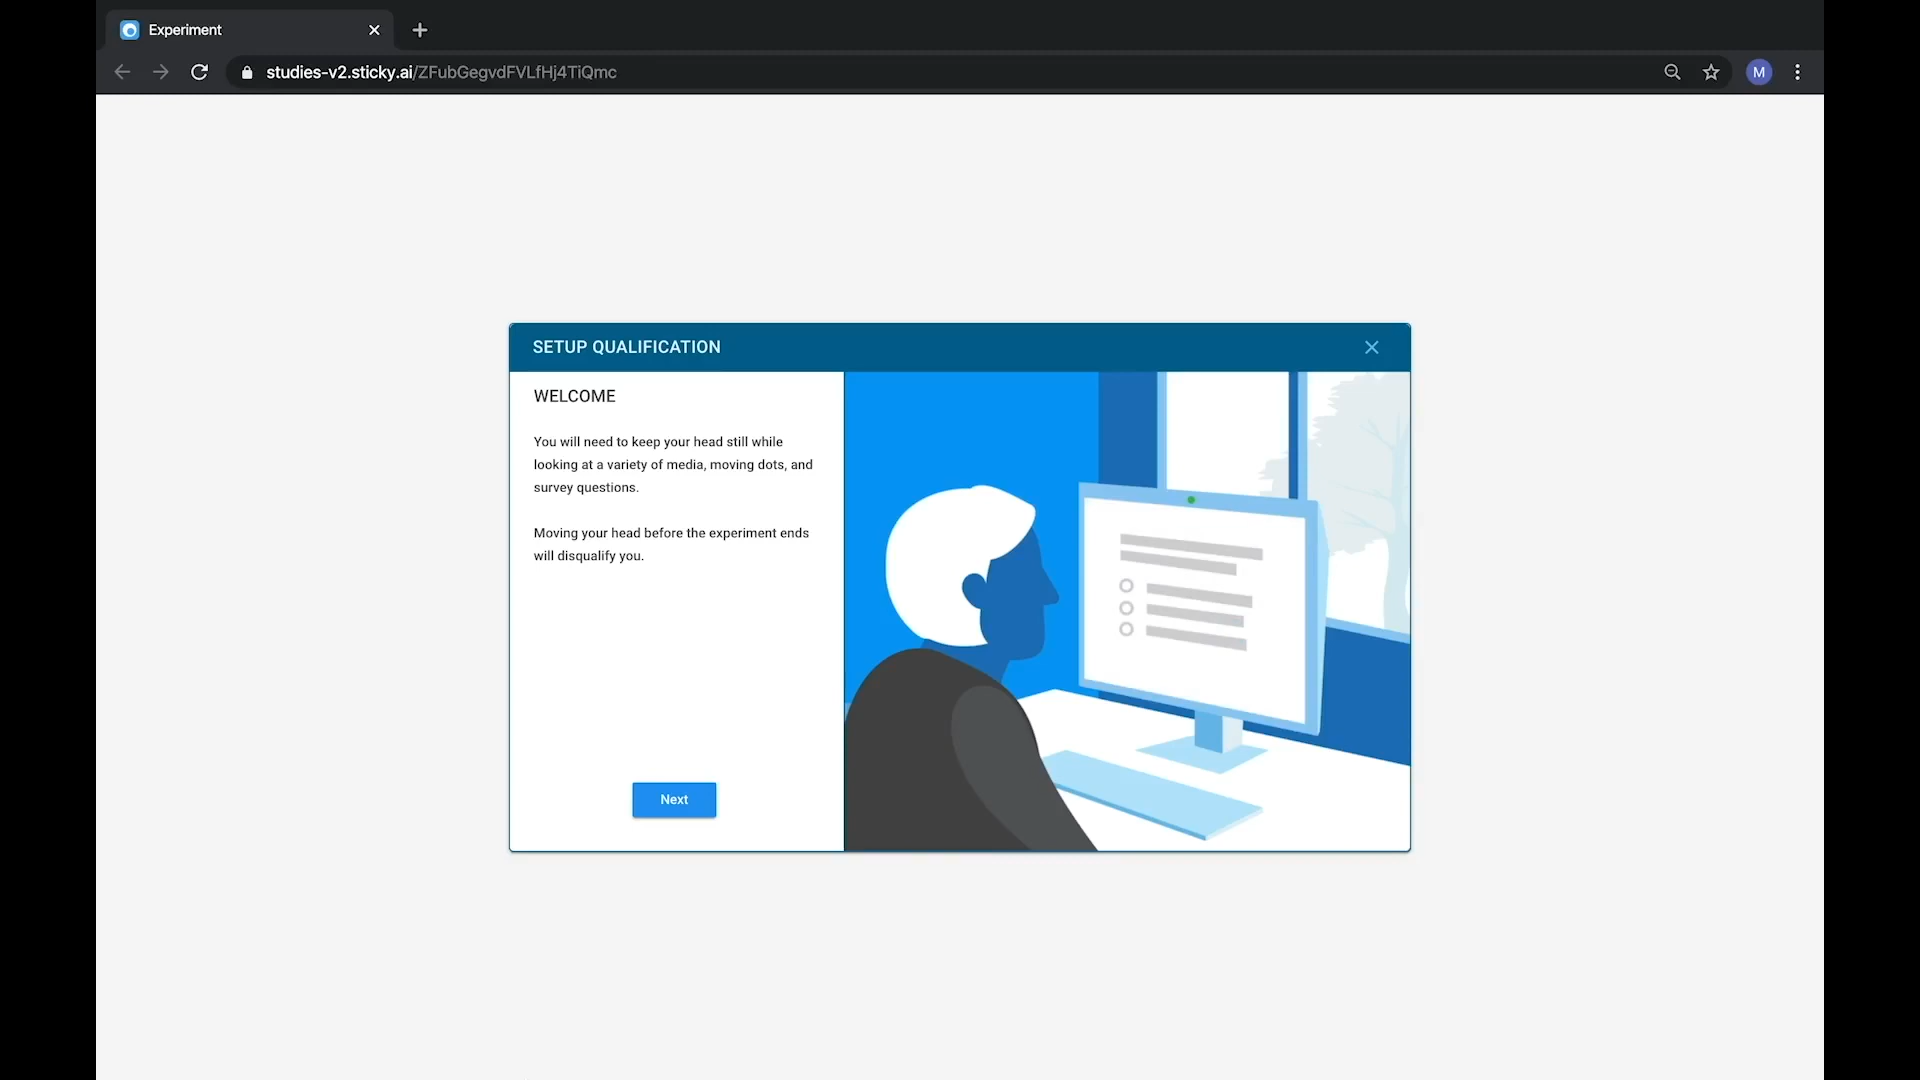 Experiment
studies-v2.sticky.ai/ZFubGegvdFVLfHj4TiQmc
M
SETUP QUALIFICATION
WELCOME
You will need to keep your head still while
looking at a variety of media, moving dots, and
survey questions.
Moving your head before the experiment ends
will disqualify you.
Next